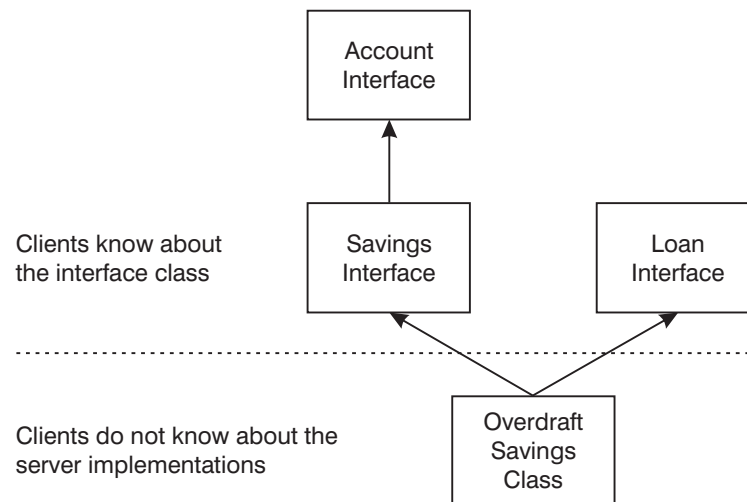 Account
Interface
Clients know about
the interface class
Savings
Interface
Loan
Interface
Clients do not know about the
server implementations
Overdraft
Savings
Class